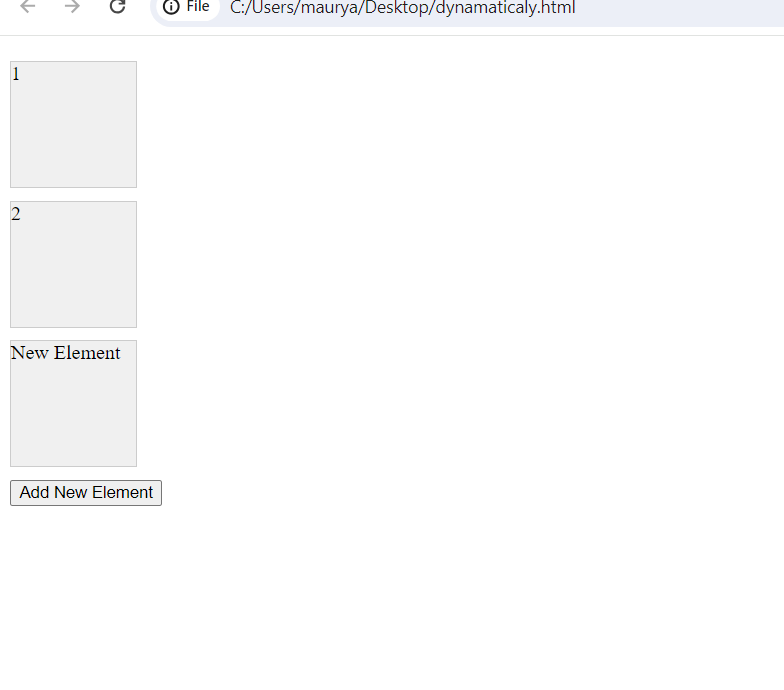 File C:/Users/maurya/Desktop/dynamaticaly.html
1
2
New Element
Add New Element